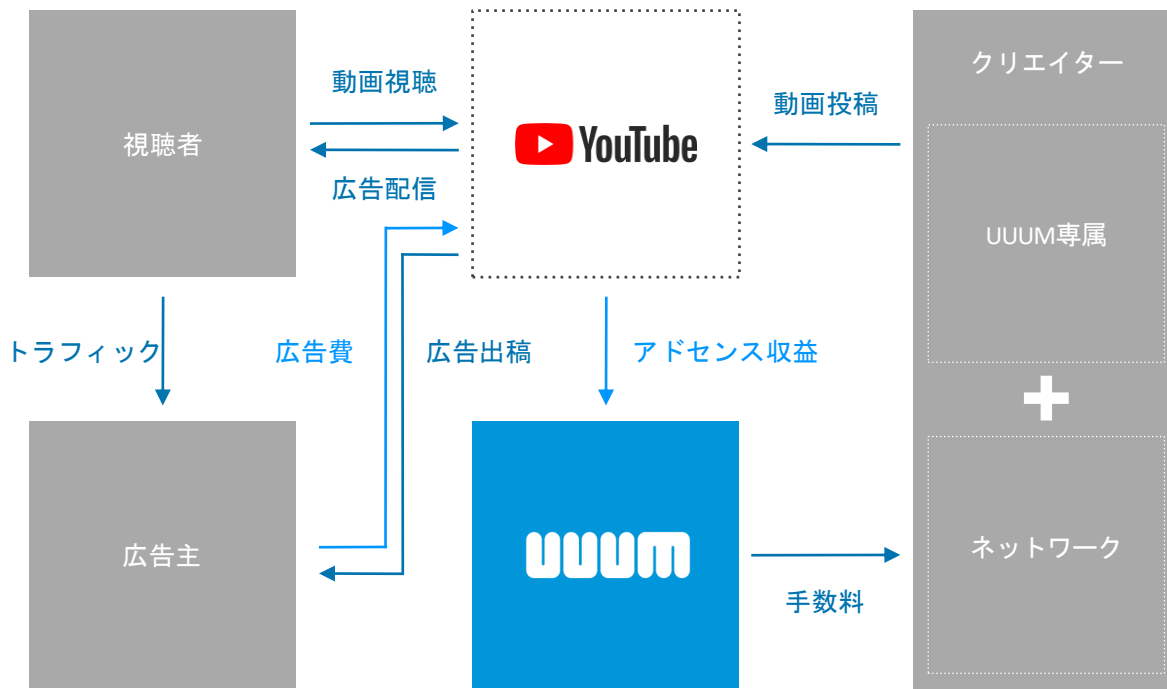 クリエイター
動画視聴
動画投稿
視聴者
YouTube
広告配信
UUUM専属
トラフィック
広告費
広告出稿
アドセンス収益
広告主
UUUM
ネットワーク
手数料